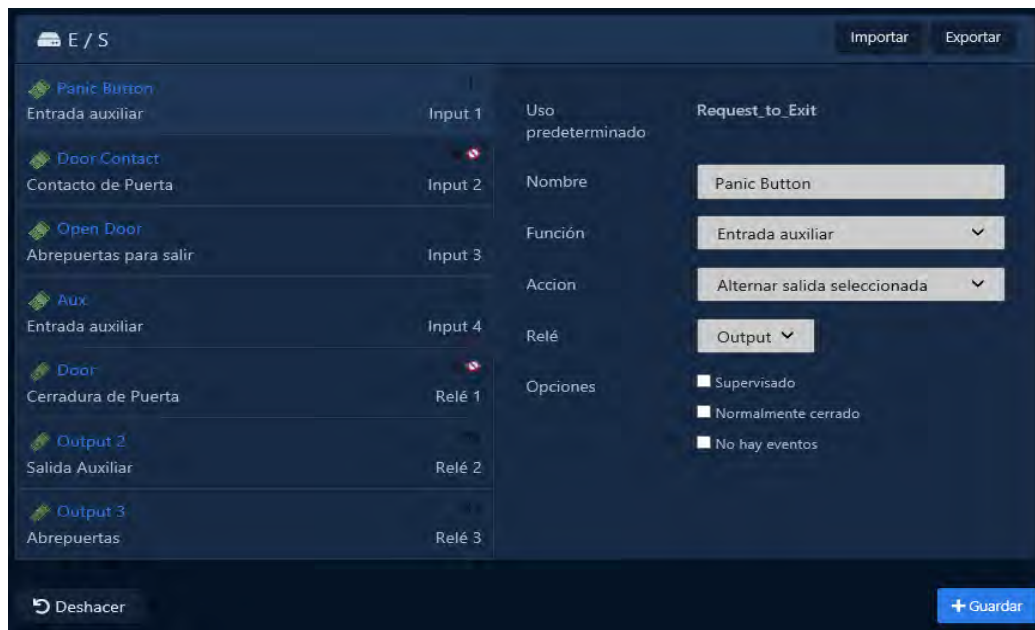 E / S
Importar
Exportar
Panic Button
Entrada auxiliar
Input 1
Door Contact
Contacto de Puerta
Input 2
Open Door
Abrepuertas para salir
Input 3
Aux
Entrada auxiliar
Input 4
Door
Cerradura de Puerta
Relé 1
Output 2
Salida Auxiliar
Relé 2
Output 3
Abrepuertas
Relé 3
Uso predeterminado
Request_to_Exit
Nombre
Panic Button
Función
Entrada auxiliar
Accion
Alternar salida seleccionada
Relé
Output
Opciones
Supervisado
Normalmente cerrado
No hay eventos
Deshacer
+ Guardar